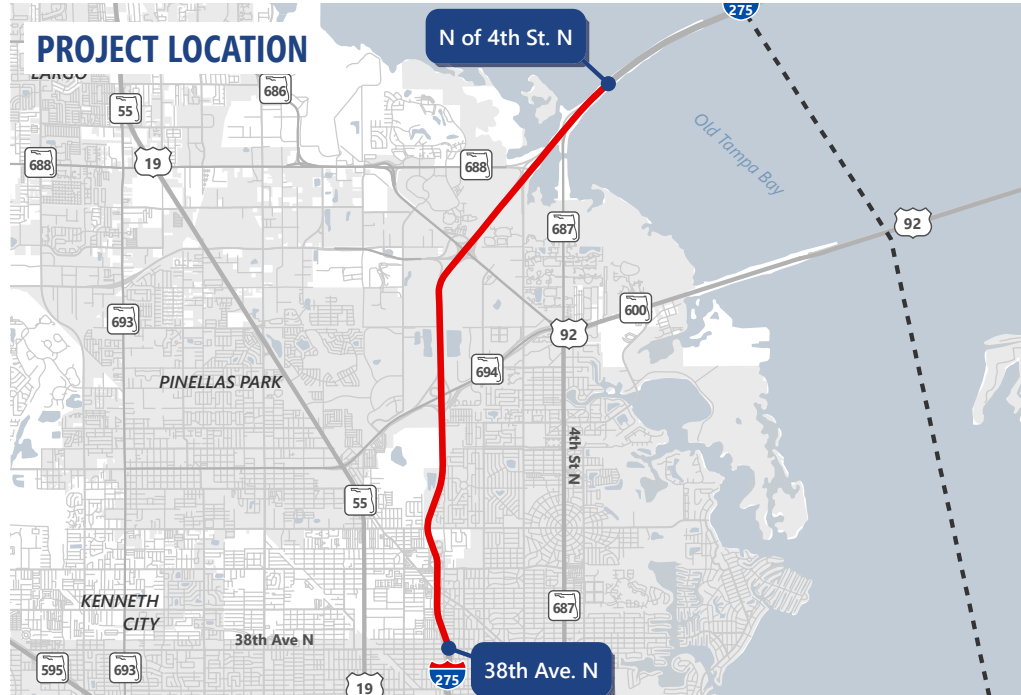 275
PROJECT LOCATION
N of 4th St. N
LARGO
686
55
19
688
688
Old Tampa Bay
687
92
693
600
92
694
PINELLAS PARK
4th St N
55
KENNETH
CITY
687
38th Ave N
595
693
19
275
38th Ave. N